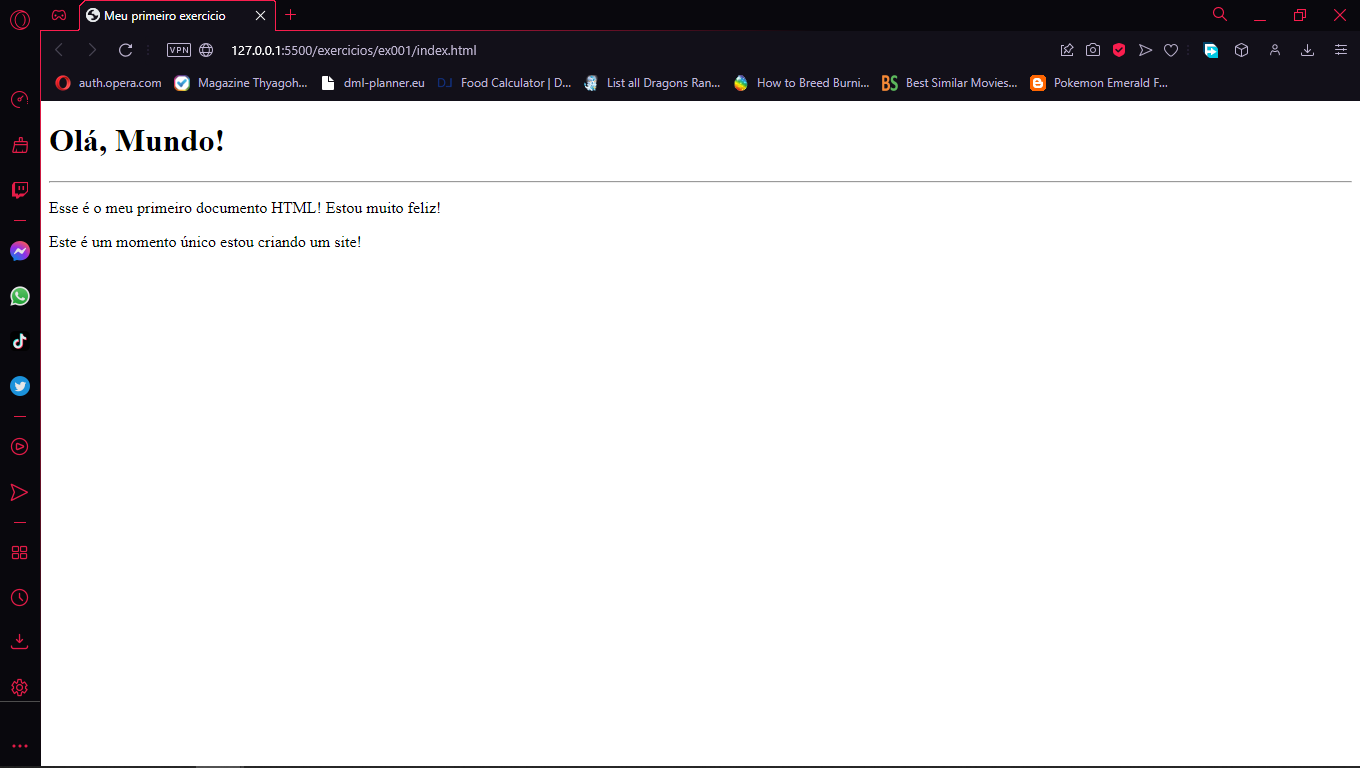 Meu primeiro exercicio
VPN 127.0.0.1:5500/exercicios/ex001/index.html
auth.opera.com Magazine Thyagoh... dml-planner.eu D.I Food Calculator | D... List all Dragons Ran... How to Breed Burni... BS Best Similar Movies... Pokemon Emerald F...
Olá, Mundo!
Esse é o meu primeiro documento HTML! Estou muito feliz!
Este é um momento único estou criando um site!